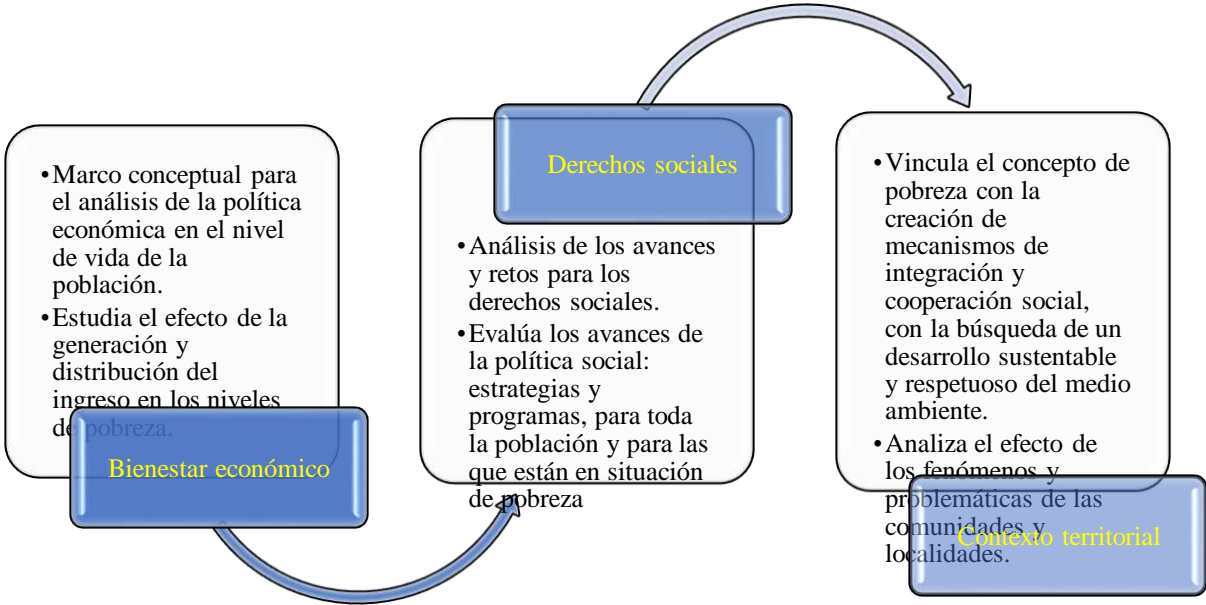 •Marco conceptual para
el análisis de la política
económica en el nivel
de vida de la
población.
•Estudia el efecto de la
generación y
distribución del
ingreso en los niveles
de pobreza.
Bienestar económico
Derechos sociales
•Análisis de los avances
y retos para los
derechos sociales.
•Evalúa los avances de
la política social:
estrategias y
programas, para toda
la población y para las
que están en situación
de pobreza
•Vincula el concepto de
pobreza con la
creación de
mecanismos de
integración y
cooperación social,
con la búsqueda de un
desarrollo sustentable
y respetuoso del medio
ambiente.
•Analiza el efecto de
los fenómenos y
problemáticas de las
comunidades y
localidades.
Contexto territorial